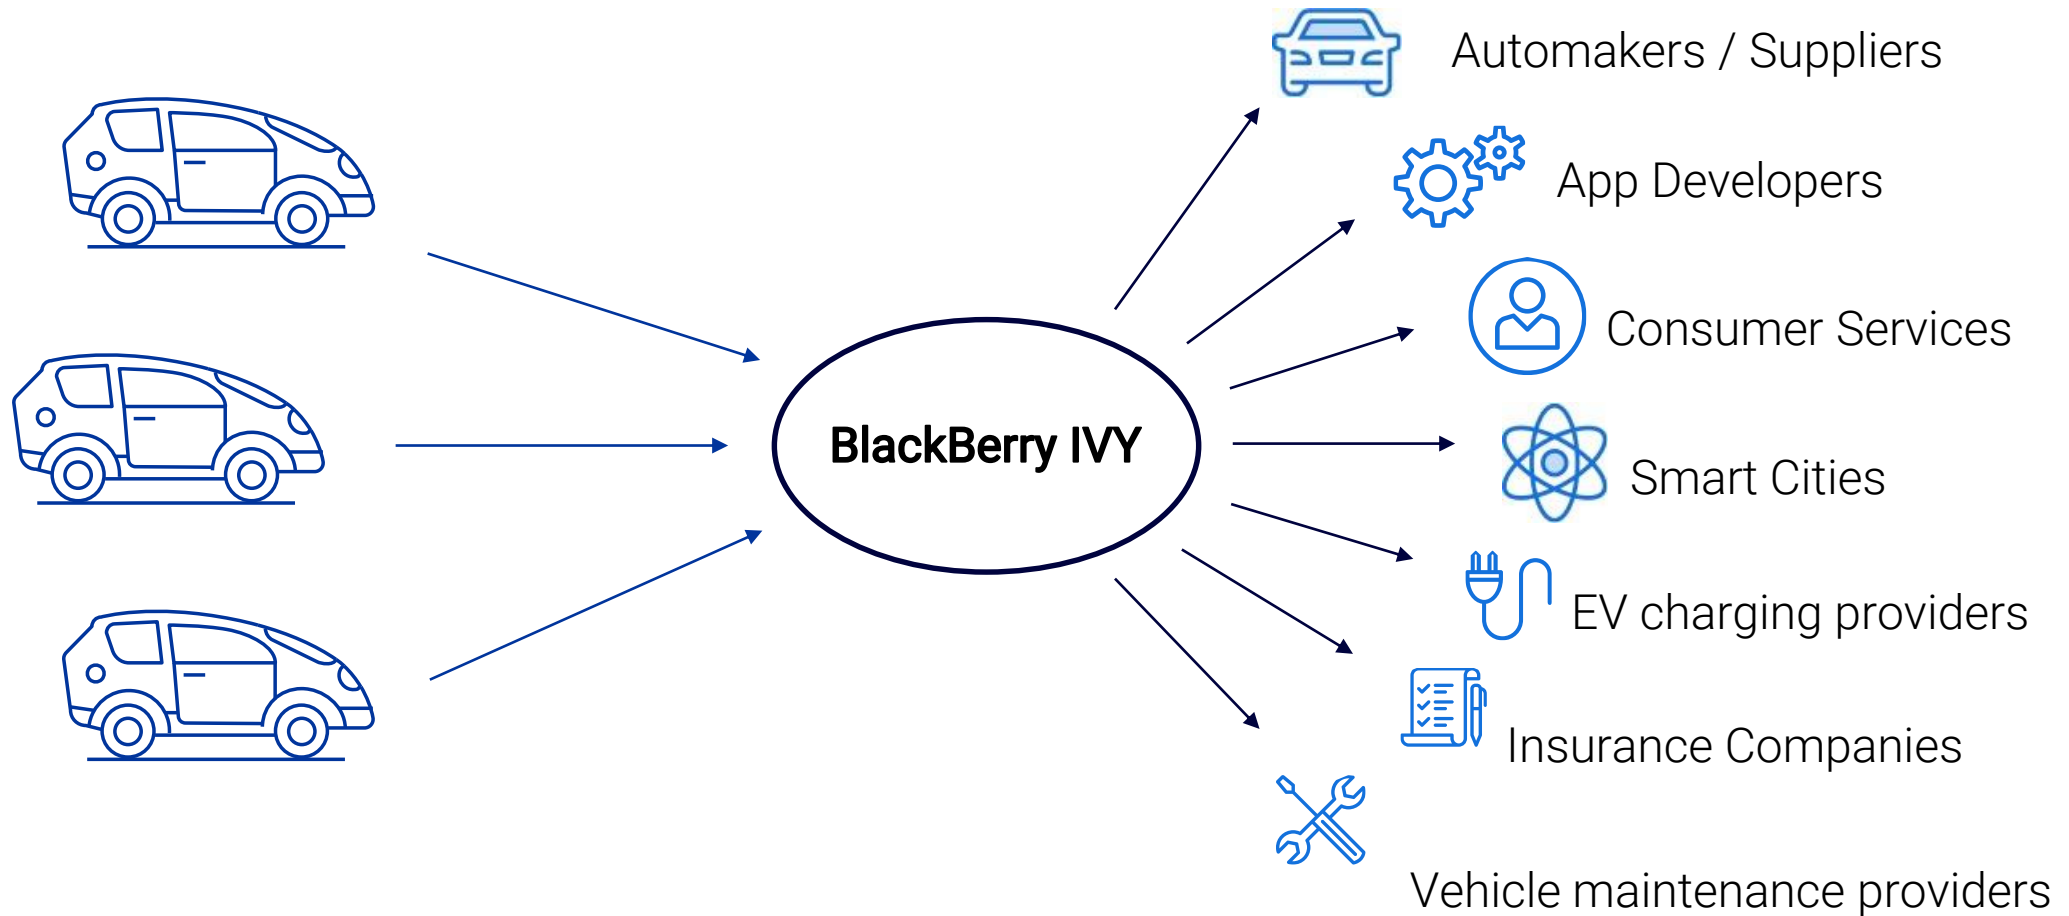 Automakers / Suppliers
App Developers
Consumer Services
BlackBerry IVY
Smart Cities
EV charging providers
Insurance Companies
Vehicle maintenance providers